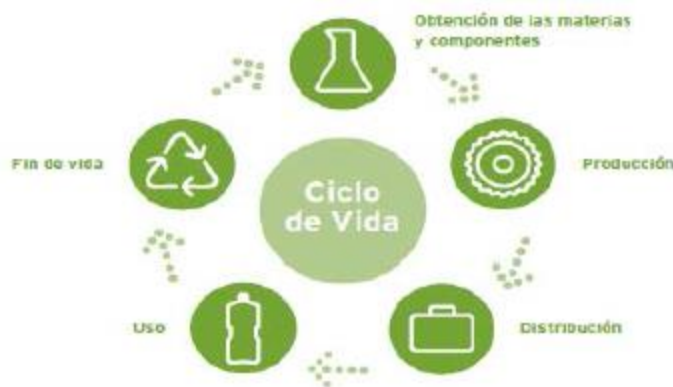 Obtención de las materias
y componentes
Producción
Distribución
Uso
Fin de vida
Ciclo
de Vida